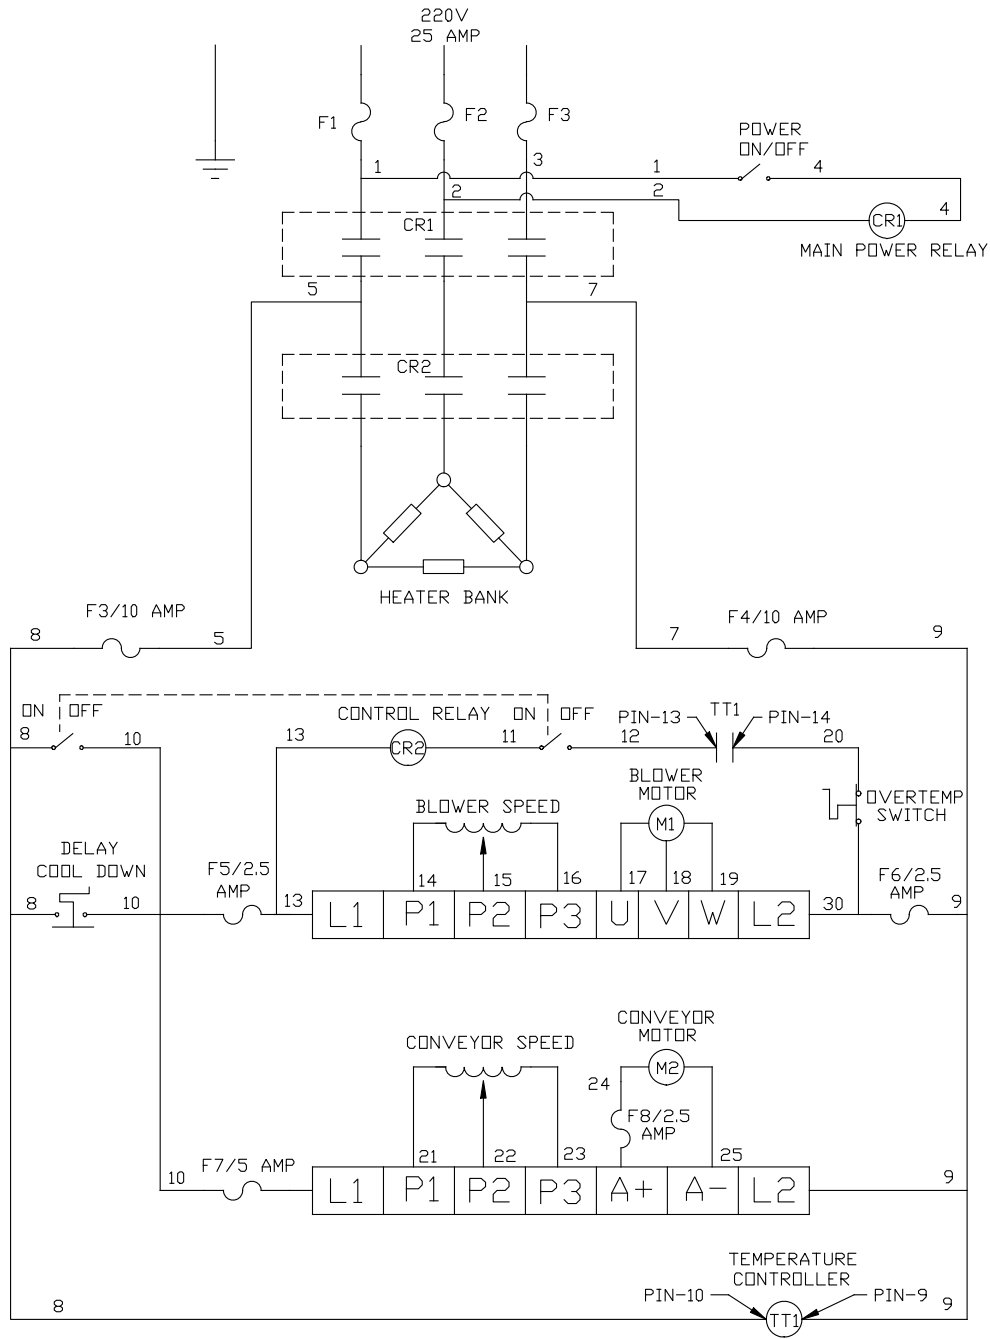 220V
25 AMP
F1
F2
F3
POWER
ON/OFF
1
3
1
4
2
2
4
CR1
CR1
MAIN POWER RELAY
5
7
CR2
HEATER BANK
F3/10 AMP
F4/10 AMP
8
5
7
9
ON
OFF
CONTROL RELAY
ON
OFF
TT1
PIN-13
PIN-14
8
10
13
CR2
11
12
20
BLOWER
MOTOR
BLOWER SPEED
M1
OVERTEMP
SWITCH
DELAY
COOL DOWN
F5/2.5
AMP
F6/2.5
AMP
14
15
16
17
18
19
8
10
13
30
9
L1
P1
P2
P3
U
V
W
L2
CONVEYOR
MOTOR
CONVEYOR SPEED
M2
24
F8/2.5
AMP
F7/5 AMP
21
22
23
25
10
9
L1
P1
P2
P3
A+
A-
L2
TEMPERATURE
CONTROLLER
PIN-10
PIN-9
8
9
TT1